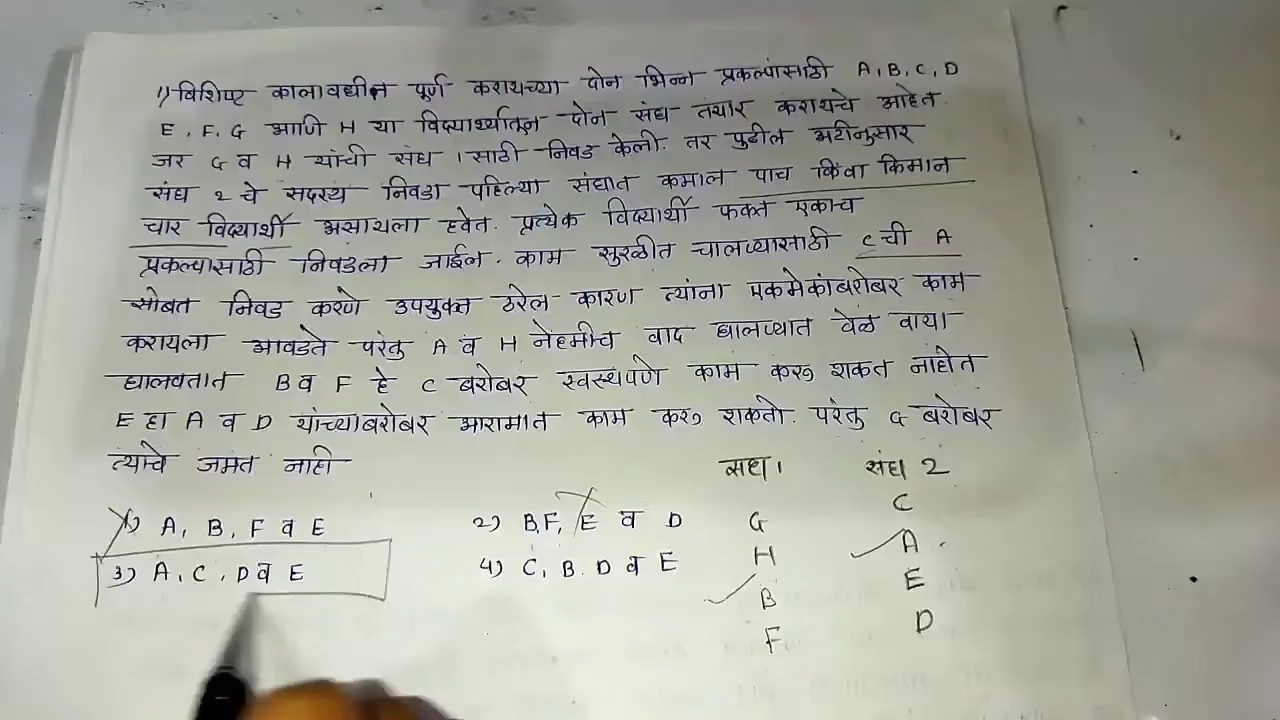 1) विशिष्ट कालावधीत पूर्ण करायच्या दोन भिन्न प्रकल्पांसाठी A, B, C, D
E, F, G आणि H या विद्यार्थ्यांतून दोन संघ तयार करायचे आहेत.
जर G व H यांची संघ 1 साठी निवड केली. तर पुढील अटीनुसार
संघ 2 चे सदस्य निवडा पहिल्या संघात कमाल पाच किंवा किमान
चार विद्यार्थी असायला हवेत. प्रत्येक विद्यार्थी फक्त एकाच
प्रकल्पासाठी निवडला जाईल. काम सुरळीत चालण्यासाठी C ची A
सोबत निवड करणे उपयुक्त ठरेल कारण त्यांना एकमेकांबरोबर काम
करायला आवडते परंतु A व H नेहमीच वाद घालण्यात वेळ वाया
घालवतात B व F हे C बरोबर स्वस्थपणे काम करू शकत नाहीत
E हा A व D यांच्याबरोबर आरामात काम करू शकतो. परंतु G बरोबर
त्याचे जमत नाही
संघ 1 संघ 2
1) A, B, F व E 2) B,F, E व D
3) A, C, D व E 4) C, B. D व E
G C
H A
B E
F D